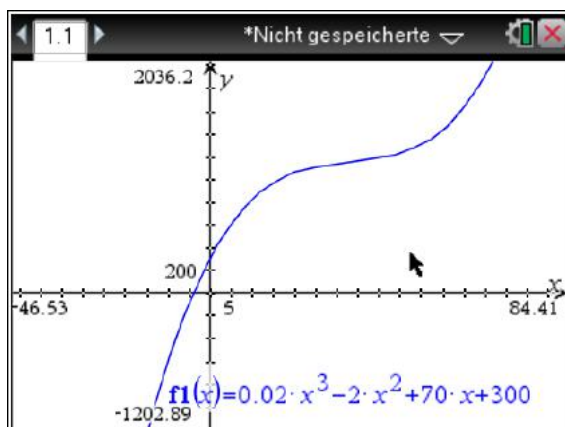 1.1 *Nicht gespeicherte
2036.2 y
200
x
-46.53 5 84.41
f1(x)=0.02· x³-2· x²+70· x+300
-1202.89